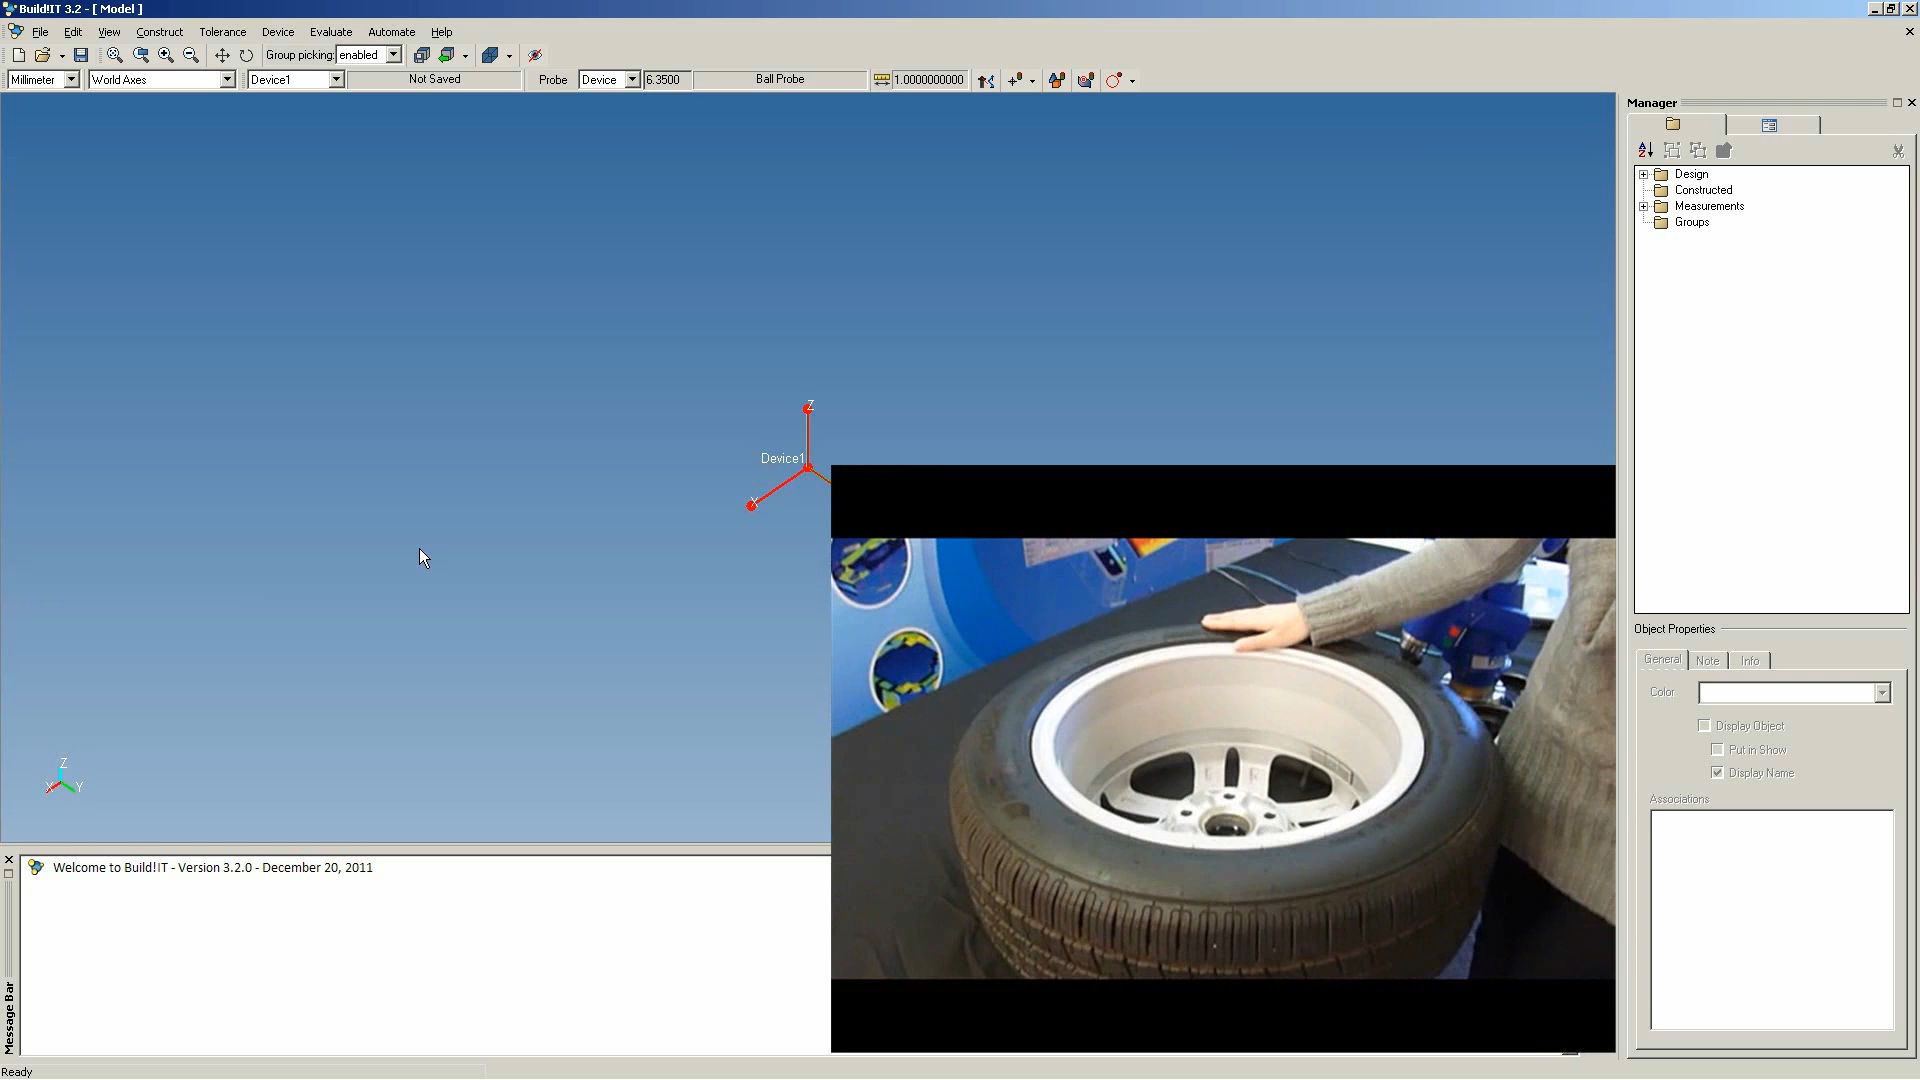 Build!IT 3.2 - [ Model ]
File Edit View Construct Tolerance Device Evaluate Automate Help
Group picking: enabled
Millimeter World Axes Device1 Not Saved Probe Device 6.3500 Ball Probe 1.0000000000
Manager
Design
Constructed
Measurements
Groups
Z
Device1
X
Object Properties
General Note Info
Color
Display Object
Put in Show
Display Name
Associations
Z
X Y
Welcome to Build!IT - Version 3.2.0 - December 20, 2011
Message Bar
Ready